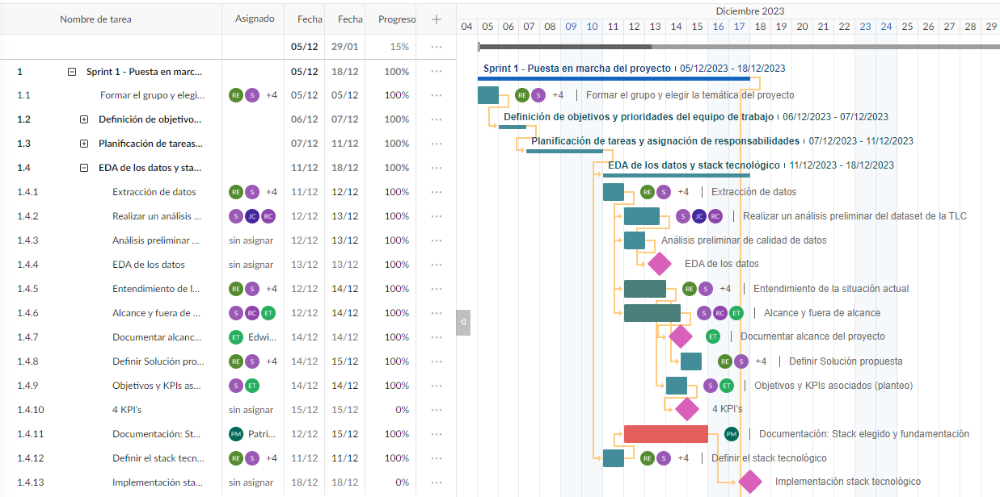 Nombre de tarea Asignado Fecha Fecha Progreso
Diciembre 2023
04 05 06 07 08 09 10 11 12 13 14 15 16 17 18 19 20 21 22 23 24 25 26 27 28 29
05/12 29/01 15%
1 Sprint 1 - Puesta en marc... 05/12 18/12 100% Sprint 1 - Puesta en marcha del proyecto 05/12/2023 - 18/12/2023
1.1 Formar el grupo y elegi... RE S +4 05/12 05/12 100% RE S +4 Formar el grupo y elegir la temática del proyecto
1.2 Definición de objetivo... 06/12 07/12 100% Definición de objetivos y prioridades del equipo de trabajo 06/12/2023 - 07/12/2023
1.3 Planificación de tareas... 07/12 11/12 100% Planificación de tareas y asignación de responsabilidades 07/12/2023 - 11/12/2023
1.4 EDA de los datos y sta... 11/12 18/12 100% EDA de los datos y stack tecnológico 11/12/2023 - 18/12/2023
1.4.1 Extracción de datos RE S +4 11/12 12/12 100% RE S +4 Extracción de datos
1.4.2 Realizar un análisis ... S JC RC 12/12 13/12 100% S JC RC Realizar un análisis preliminar del dataset de la TLC
1.4.3 Análisis preliminar ... sin asignar 12/12 13/12 100% Análisis preliminar de calidad de datos
1.4.4 EDA de los datos sin asignar 13/12 13/12 100% EDA de los datos
1.4.5 Entendimiento de l... RE S +4 12/12 14/12 100% RE S +4 Entendimiento de la situación actual
1.4.6 Alcance y fuera de ... S RC ET 12/12 14/12 100% S RC ET Alcance y fuera de alcance
1.4.7 Documentar alcanc... ET Edwi... 14/12 14/12 100% ET Documentar alcance del proyecto
1.4.8 Definir Solución pro... RE S +4 14/12 15/12 100% RE S +4 Definir Solución propuesta
1.4.9 Objetivos y KPIs as... S ET 14/12 14/12 100% S ET Objetivos y KPIs asociados (planteo)
1.4.10 4 KPI's sin asignar 15/12 15/12 0% 4 KPI's
1.4.11 Documentación: St... PM Patri... 12/12 15/12 100% PM Documentación: Stack elegido y fundamentación
1.4.12 Definir el stack tecn... RE S +4 11/12 11/12 100% RE S +4 Definir el stack tecnológico
1.4.13 Implementación sta... sin asignar 18/12 18/12 0% Implementación stack tecnológico